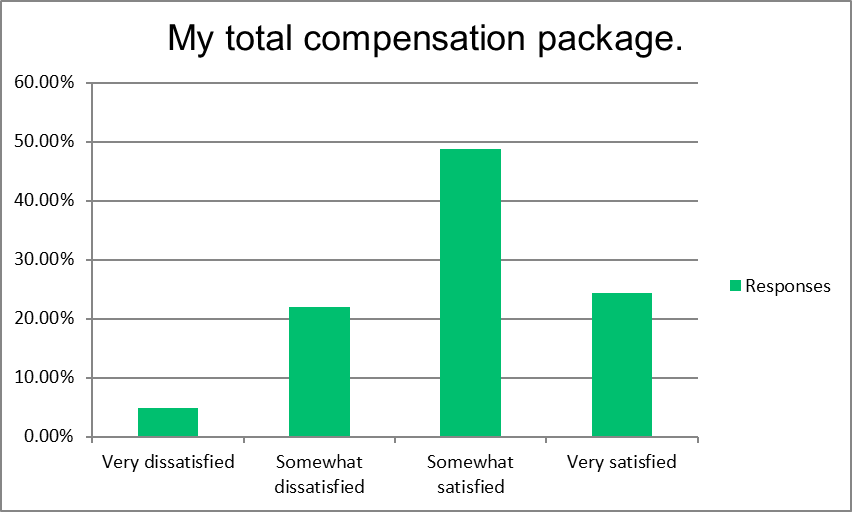 My total compensation package.
60.00%
50.00%
40.00%
30.00%
20.00%
10.00%
0.00%
Very dissatisfied
Somewhat
dissatisfied
Somewhat
satisfied
Very satisfied
Responses